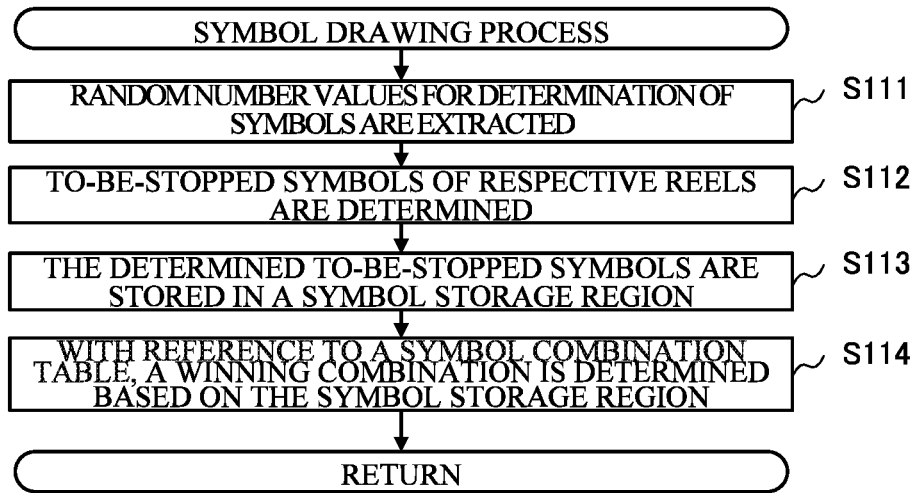 SYMBOL DRAWING PROCESS
RANDOM NUMBER VALUES FOR DETERMINATION OF
SYMBOLS ARE EXTRACTED
S111
TO-BE-STOPPED SYMBOLS OF RESPECTIVE REELS
ARE DETERMINED
S112
THE DETERMINED TO-BE-STOPPED SYMBOLS ARE
STORED IN A SYMBOL STORAGE REGION
S113
WITH REFERENCE TO A SYMBOL COMBINATION
TABLE, A WINNING COMBINATION IS DETERMINED
BASED ON THE SYMBOL STORAGE REGION
S114
RETURN